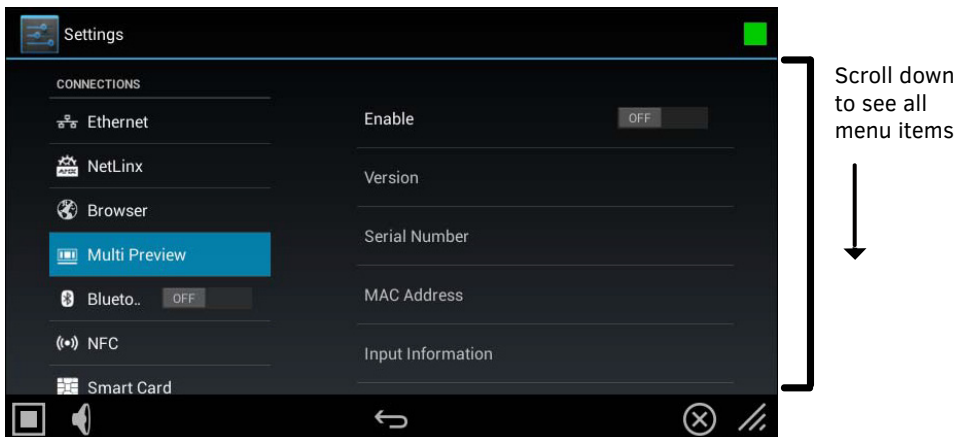 Settings
CONNECTIONS
Ethernet
NetLinx
Browser
Multi Preview
Blueto.. OFF
NFC
Smart Card
Enable OFF
Version
Serial Number
MAC Address
Input Information
Scroll down
to see all
menu items